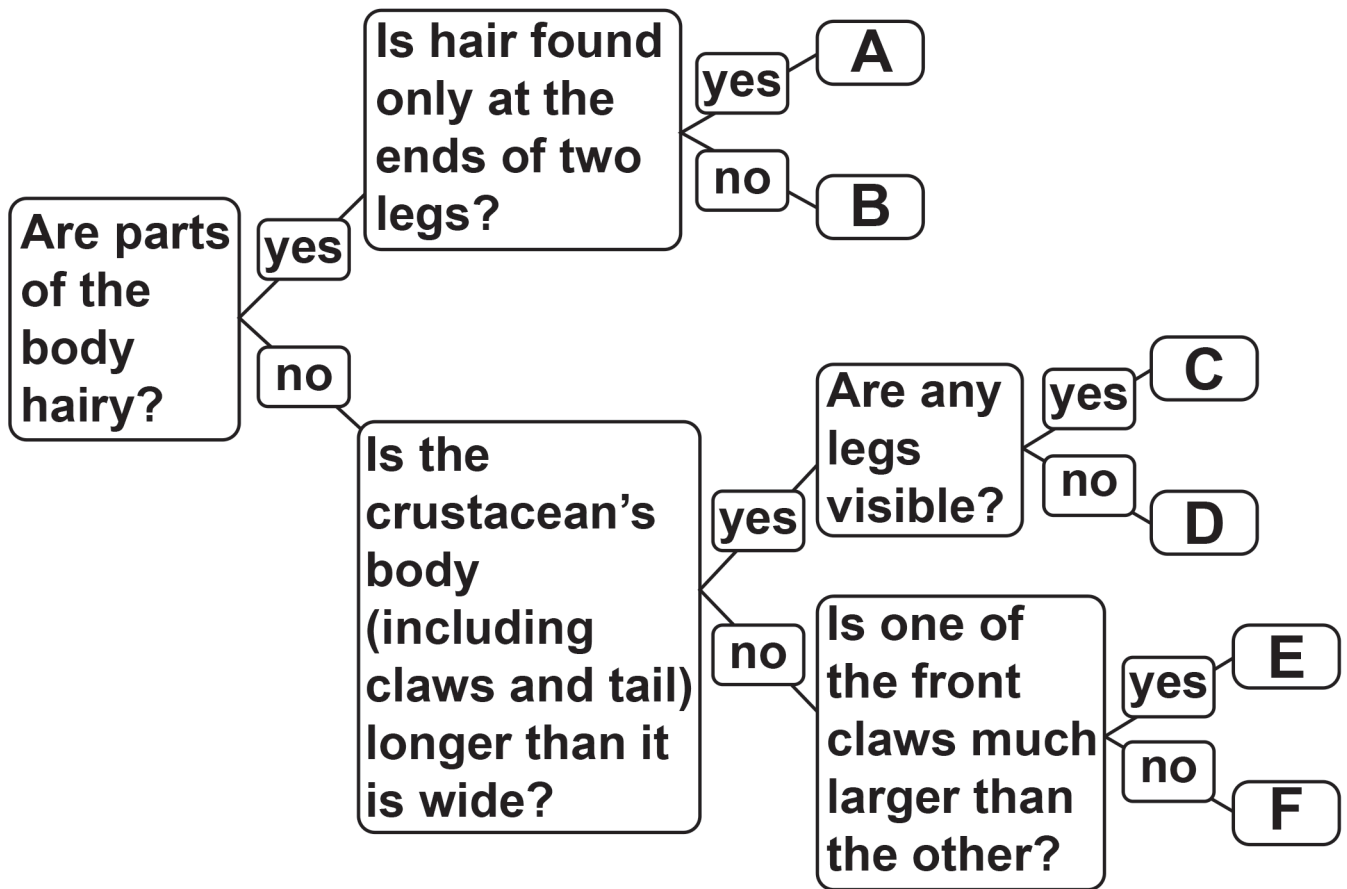 Are parts
of the
body
hairy?
yes
no
Is hair found
only at the
ends of two
legs?
yes
no
A
B
Is the
crustacean’s
body
(including
claws and tail)
longer than it
is wide?
yes
no
Are any
legs
visible?
yes
no
C
D
Is one of
the front
claws much
larger than
the other?
yes
no
E
F